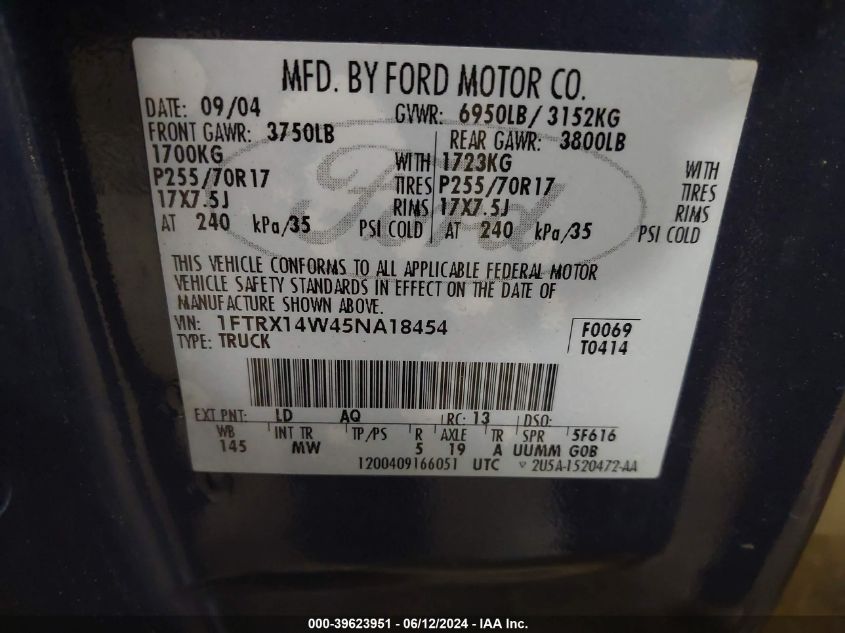 MFD. BY FORD MOTOR CO.
DATE: 09/04 GVWR: 6950LB/ 3152KG
FRONT GAWR: 3750LB REAR GAWR: 3800LB
1700KG WITH 1723KG WITH
P255/70R17 TIRES P255/70R17 TIRES
17X7.5J RIMS 17X7.5J RIMS
AT 240 kPa/35 PSI COLD AT 240 kPa/35 PSI COLD
Ford
THIS VEHICLE CONFORMS TO ALL APPLICABLE FEDERAL MOTOR
VEHICLE SAFETY STANDARDS IN EFFECT ON THE DATE OF
MANUFACTURE SHOWN ABOVE.
VIN: 1FTRX14W45NA18454 F0069
TYPE: TRUCK T0414
EXT PNT: LD AQ RC: 13 DSO:
WB INT TR TP/PS R AXLE TR SPR 5F616
145 MW 5 19 A UUMM GOB
1200409166051 UTC ▽ 2U5A-1520472-AA
000-39623951 - 06/12/2024 - IAA Inc.